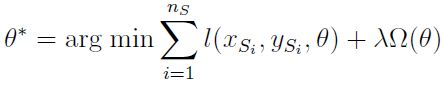 θ* = arg min ∑_{i=1}^{n_S} l(x_{S_i}, y_{S_i}, θ) + λΩ(θ)